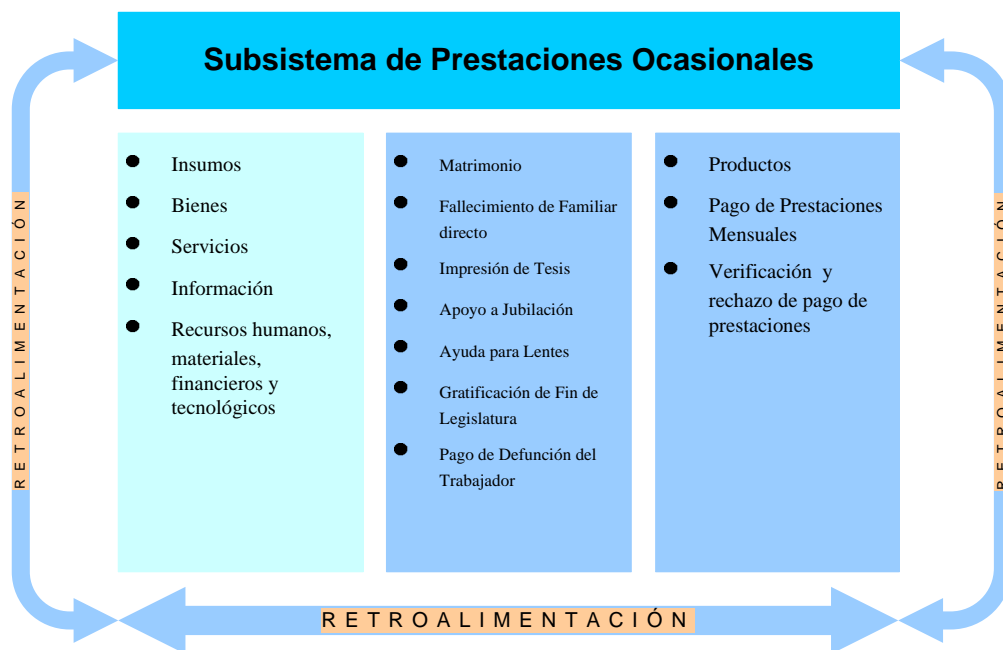 Subsistema de Prestaciones Ocasionales
RETROALIMENTACIÓN
Insumos
Bienes
Servicios
Información
Recursos humanos,
materiales,
financieros y
tecnológicos
Matrimonio
Fallecimiento de Familiar
directo
Impresión de Tesis
Apoyo a Jubilación
Ayuda para Lentes
Gratificación de Fin de
Legislatura
Pago de Defunción del
Trabajador
Productos
Pago de Prestaciones
Mensuales
Verificación y
rechazo de pago de
prestaciones
RETROALIMENTACIÓN
RETROALIMENTACIÓN